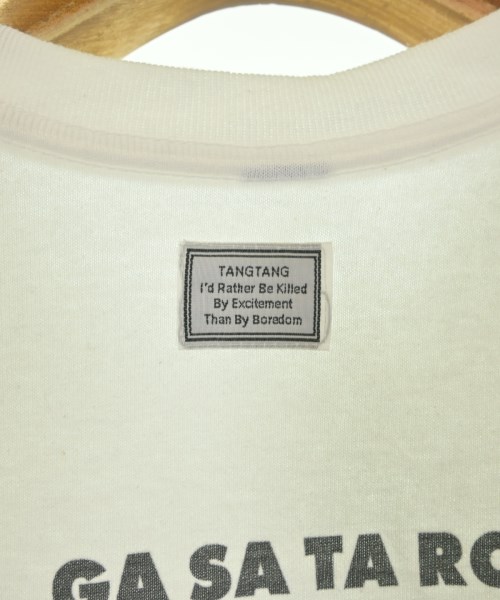 TANGTANG
I'd Rather Be Killed
By Excitement
Than By Boredom
GA SA TA RO